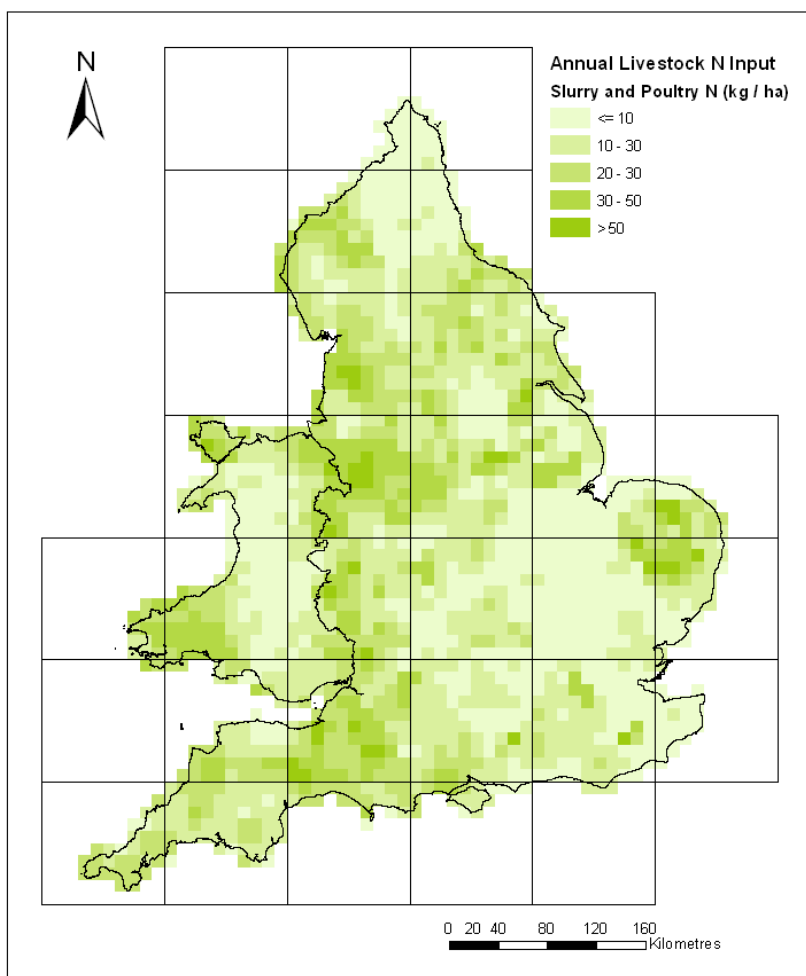 N
Annual Livestock N Input
Slurry and Poultry N (kg / ha)
<= 10
10 - 30
20 - 30
30 - 50
>50
0 20 40 80 120 160
Kilometres